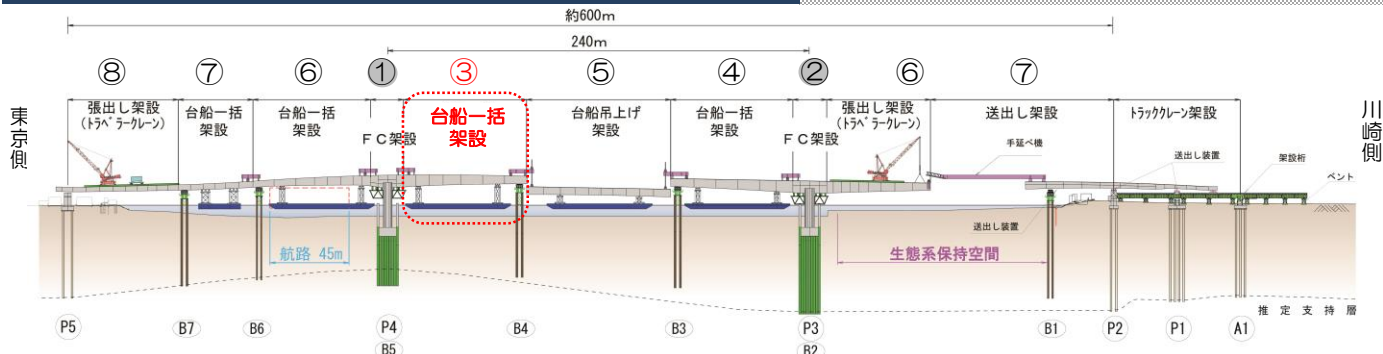 約600m
240m
⑧
⑦
⑥
①
③
⑤
④
②
⑥
⑦
東京側
張出し架設
(トラベラークレーン)
台船一括
架設
台船一括
架設
FC架設
台船一括
架設
台船吊上げ
架設
台船一括
架設
FC架設
張出し架設
(トラベラークレーン)
送出し架設
トラッククレーン架設
川崎側
手延べ機
送出し装置
架設桁
ベント
送出し装置
航路 45m
生態系保持空間
推定支持層
P5
B7
B6
P4
B5
B4
B3
P3
B2
B1
P2
P1
A1